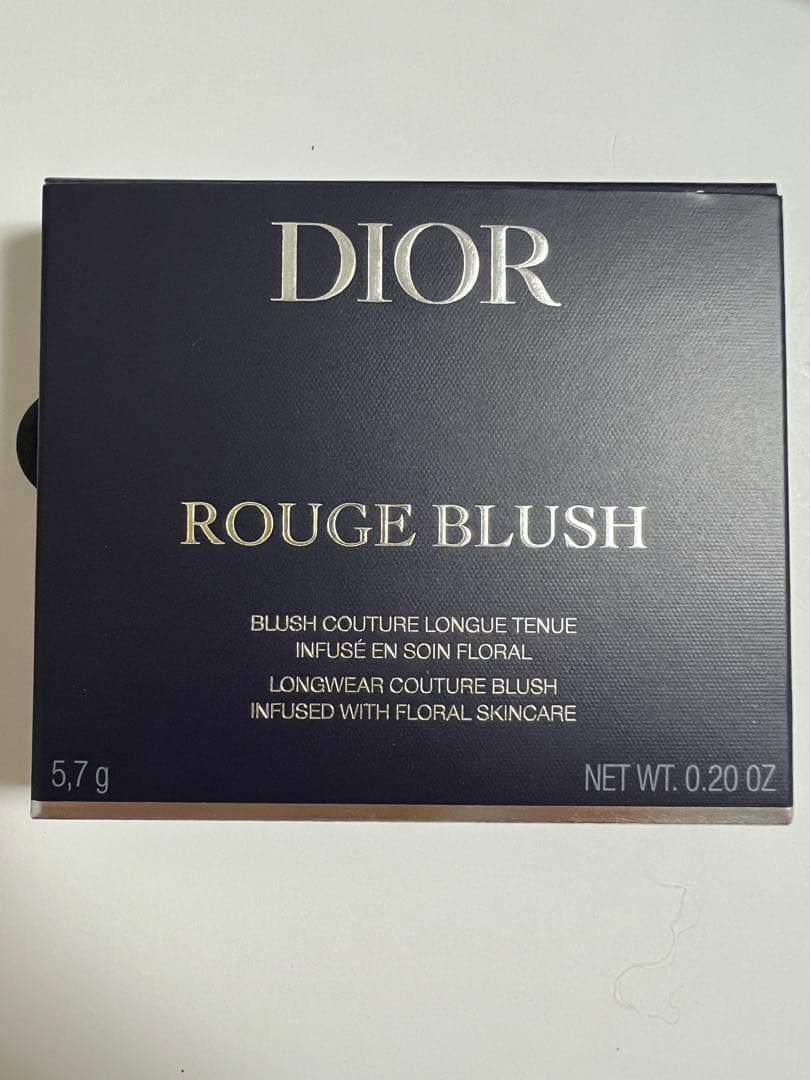 DIOR
ROUGE BLUSH
BLUSH COUTURE LONGUE TENUE
INFUSÉ EN SOIN FLORAL
LONGWEAR COUTURE BLUSH
INFUSED WITH FLORAL SKINCARE
5,7 g NET WT. 0.20 OZ